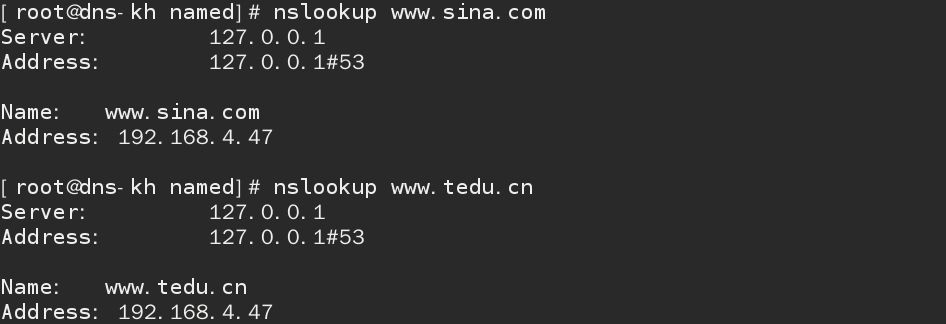 [root@dns-kh named]# nslookup www.sina.com
Server:         127.0.0.1
Address:        127.0.0.1#53

Name:   www.sina.com
Address: 192.168.4.47

[root@dns-kh named]# nslookup www.tedu.cn
Server:         127.0.0.1
Address:        127.0.0.1#53

Name:   www.tedu.cn
Address: 192.168.4.47